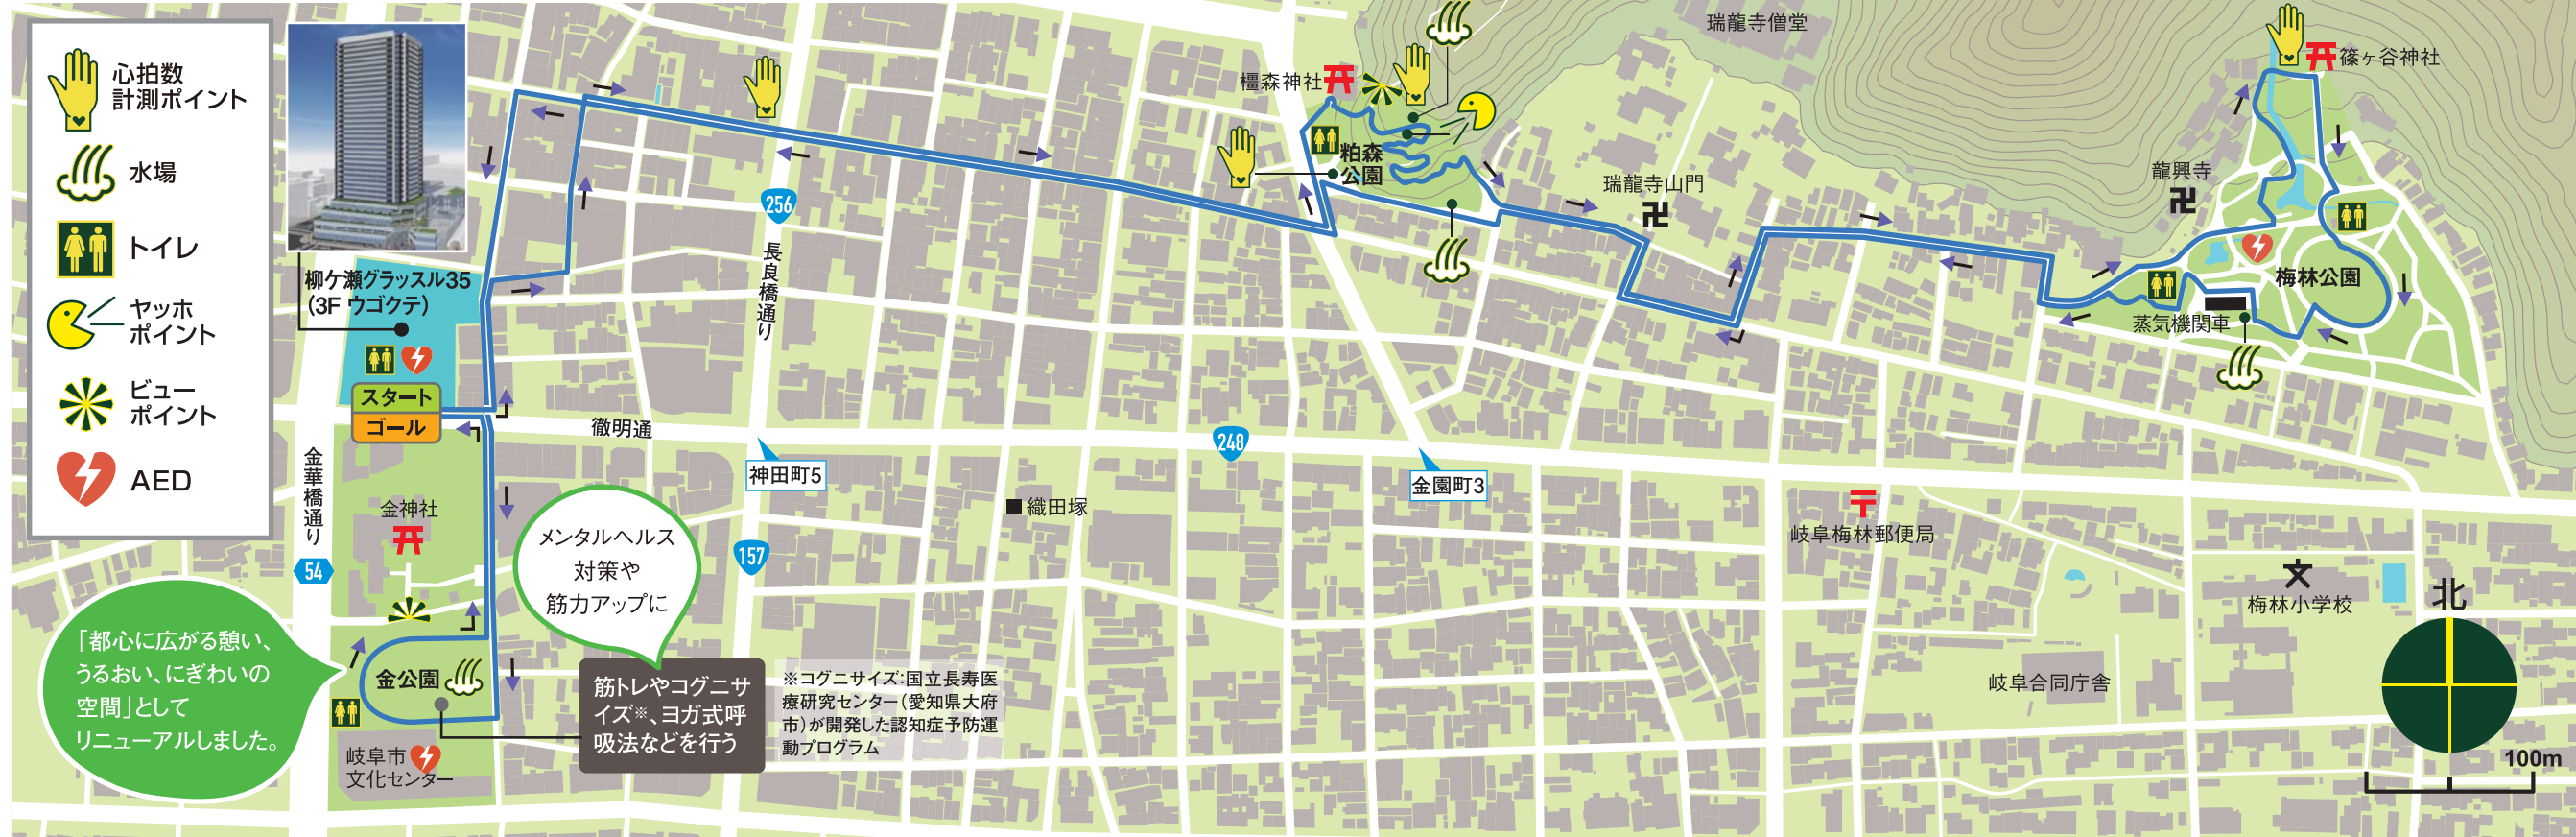 心拍数
計測ポイント
水場
トイレ
ヤッホ
ポイント
ビュー
ポイント
AED
柳ケ瀬グラッスル35
（3F ウゴクテ）
スタート
ゴール
金華橋通り
54
金神社
「都心に広がる憩い、
うるおい、にぎわいの
空間」として
リニューアルしました。
金公園
岐阜市
文化センター
メンタルヘルス
対策や
筋力アップに
筋トレやコグニサ
イズ※、ヨガ式呼
吸法などを行う
※コグニサイズ：国立長寿医
療研究センター（愛知県大府
市）が開発した認知症予防運
動プログラム
徹明通
256
長良橋通り
神田町5
157
織田塚
248
金園町3
橿森神社
粕森
公園
瑞龍寺僧堂
瑞龍寺山門
龍興寺
篠ヶ谷神社
梅林公園
蒸気機関車
岐阜梅林郵便局
梅林小学校
岐阜合同庁舎
北
100m